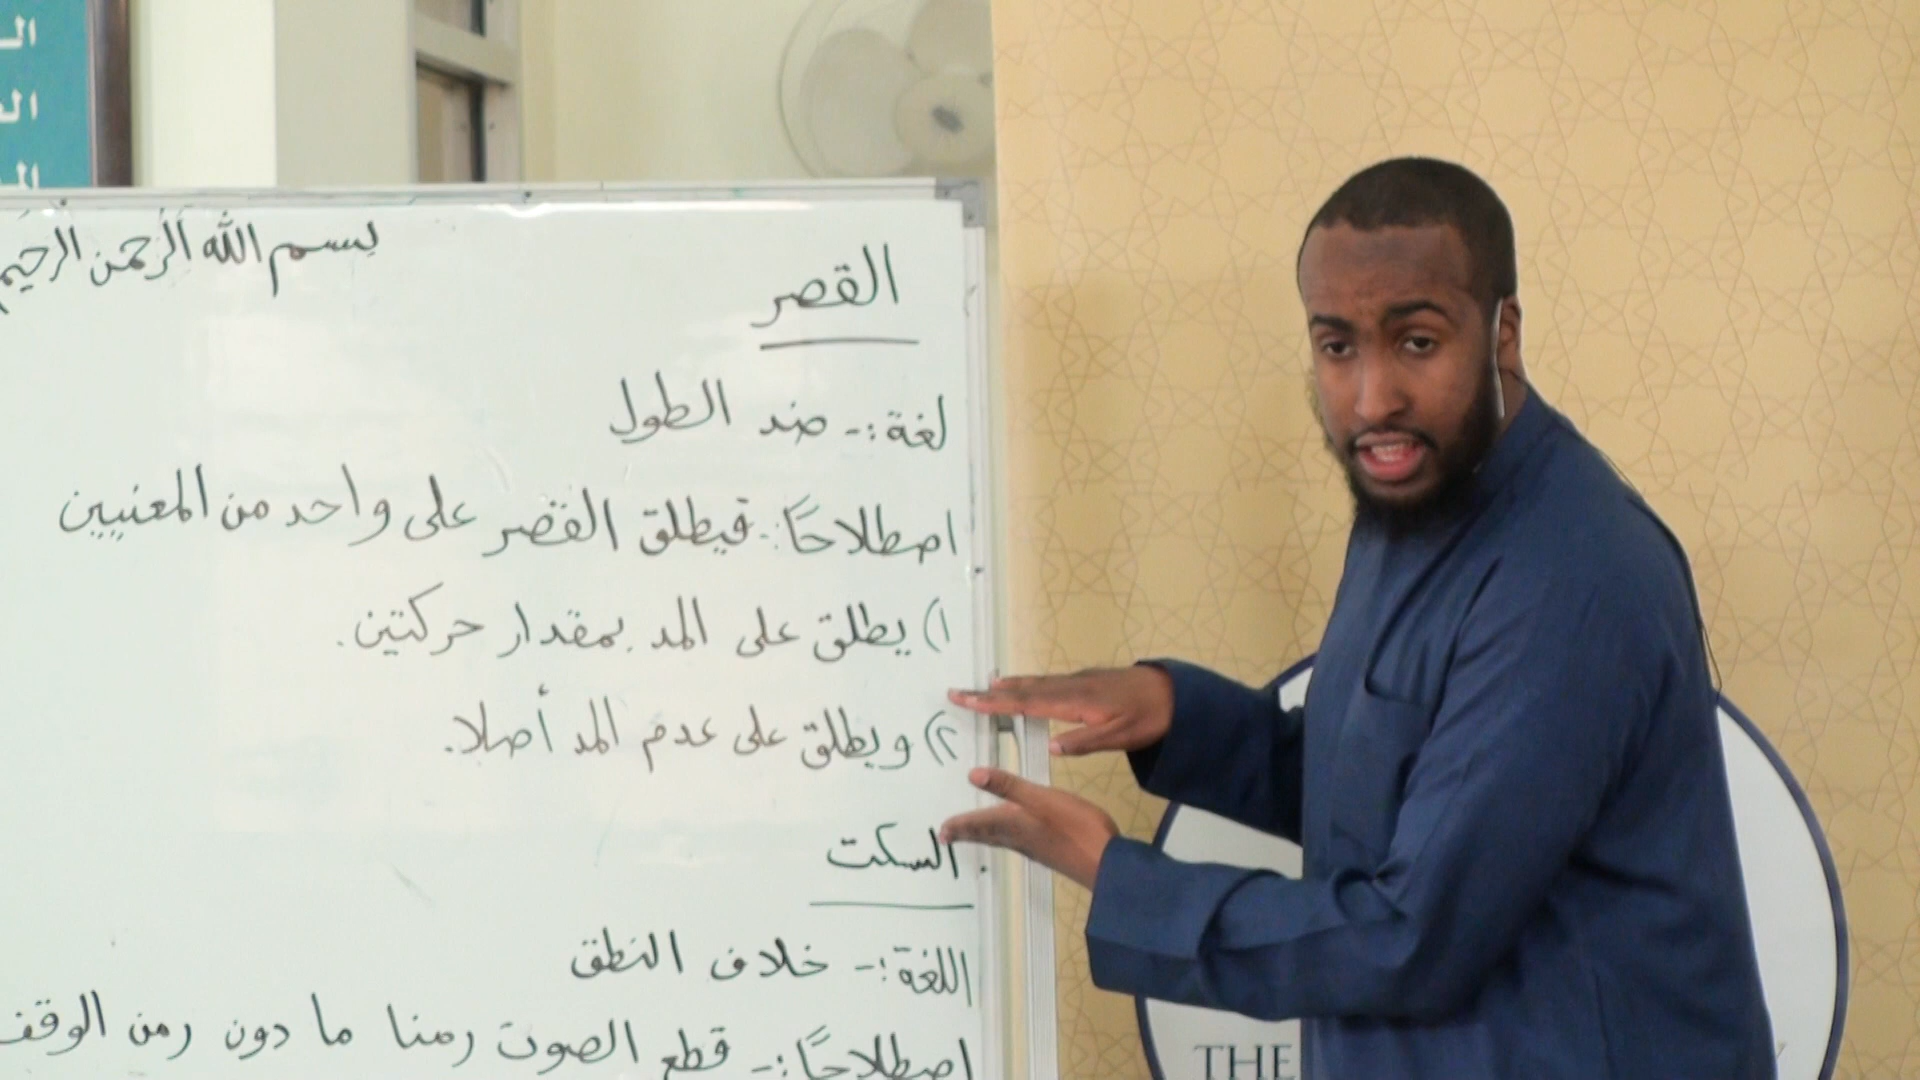 بسم الله الرحمن الرحيم
القصر
لغة:- ضد الطول
اصطلاحًا:- فيطلق القصر على واحد من المعنيين
١) يطلق على المد بمقدار حركتين.
٢) ويطلق على عدم المد أصلا.
السكت
اللغة:- خلاف النطق
اصطلاحًا:- قطع الصوت زمنا ما دون زمن الوقف
THE